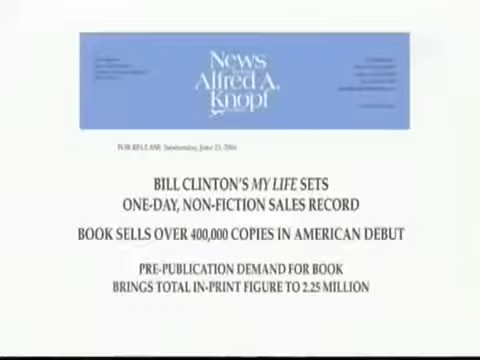 News
Alfred A.
Knopf
FOR RELEASE: Wednesday, June 23, 2004
BILL CLINTON'S MY LIFE SETS
ONE-DAY, NON-FICTION SALES RECORD
BOOK SELLS OVER 400,000 COPIES IN AMERICAN DEBUT
PRE-PUBLICATION DEMAND FOR BOOK
BRINGS TOTAL IN-PRINT FIGURE TO 2.25 MILLION